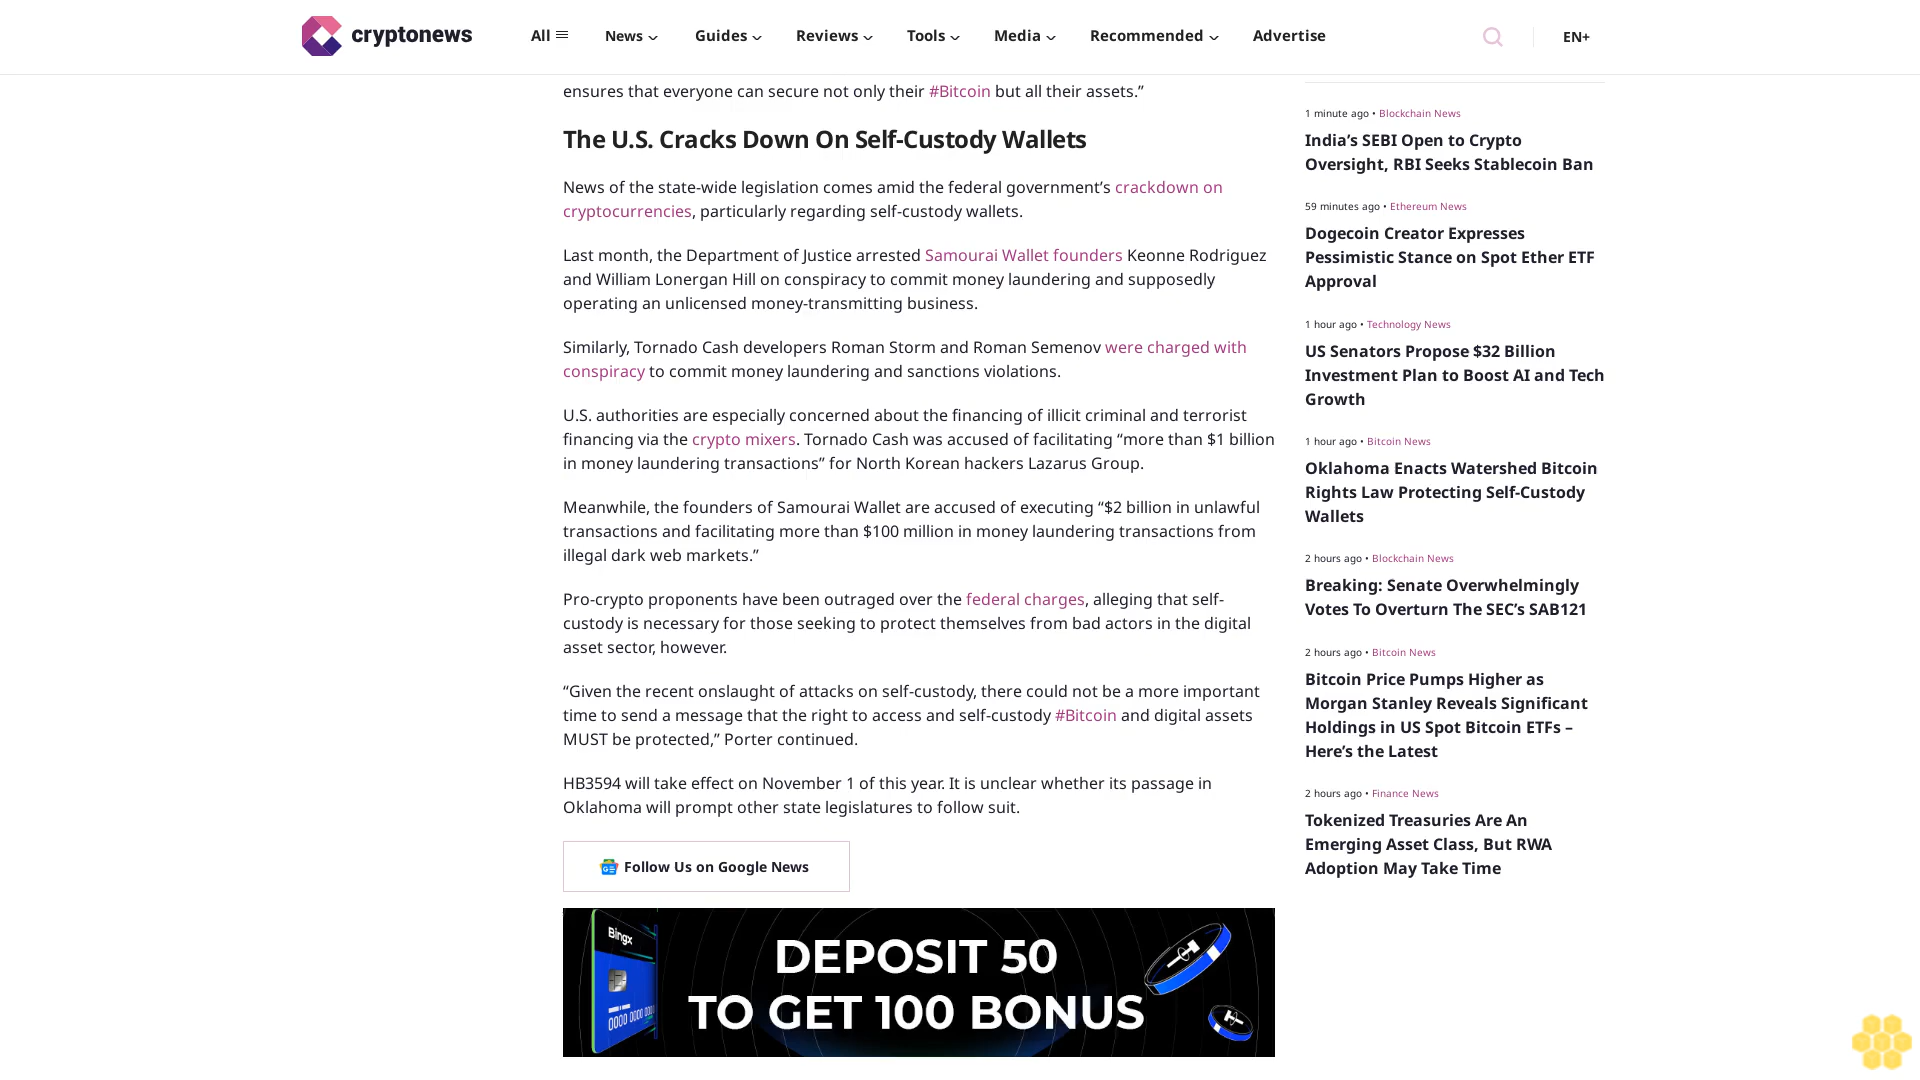 cryptonews
All
News
Guides
Reviews
Tools
Media
Recommended
Advertise
EN+
ensures that everyone can secure not only their #Bitcoin but all their assets.”
The U.S. Cracks Down On Self-Custody Wallets
News of the state-wide legislation comes amid the federal government’s crackdown on
cryptocurrencies, particularly regarding self-custody wallets.
Last month, the Department of Justice arrested Samourai Wallet founders Keonne Rodriguez
and William Lonergan Hill on conspiracy to commit money laundering and supposedly
operating an unlicensed money-transmitting business.
Similarly, Tornado Cash developers Roman Storm and Roman Semenov were charged with
conspiracy to commit money laundering and sanctions violations.
U.S. authorities are especially concerned about the financing of illicit criminal and terrorist
financing via the crypto mixers. Tornado Cash was accused of facilitating “more than $1 billion
in money laundering transactions” for North Korean hackers Lazarus Group.
Meanwhile, the founders of Samourai Wallet are accused of executing “$2 billion in unlawful
transactions and facilitating more than $100 million in money laundering transactions from
illegal dark web markets.”
Pro-crypto proponents have been outraged over the federal charges, alleging that self-
custody is necessary for those seeking to protect themselves from bad actors in the digital
asset sector, however.
“Given the recent onslaught of attacks on self-custody, there could not be a more important
time to send a message that the right to access and self-custody #Bitcoin and digital assets
MUST be protected,” Porter continued.
HB3594 will take effect on November 1 of this year. It is unclear whether its passage in
Oklahoma will prompt other state legislatures to follow suit.
Follow Us on Google News
Bingx
DEPOSIT 50
TO GET 100 BONUS
1 minute ago • Blockchain News
India’s SEBI Open to Crypto
Oversight, RBI Seeks Stablecoin Ban
59 minutes ago • Ethereum News
Dogecoin Creator Expresses
Pessimistic Stance on Spot Ether ETF
Approval
1 hour ago • Technology News
US Senators Propose $32 Billion
Investment Plan to Boost AI and Tech
Growth
1 hour ago • Bitcoin News
Oklahoma Enacts Watershed Bitcoin
Rights Law Protecting Self-Custody
Wallets
2 hours ago • Blockchain News
Breaking: Senate Overwhelmingly
Votes To Overturn The SEC’s SAB121
2 hours ago • Bitcoin News
Bitcoin Price Pumps Higher as
Morgan Stanley Reveals Significant
Holdings in US Spot Bitcoin ETFs –
Here’s the Latest
2 hours ago • Finance News
Tokenized Treasuries Are An
Emerging Asset Class, But RWA
Adoption May Take Time